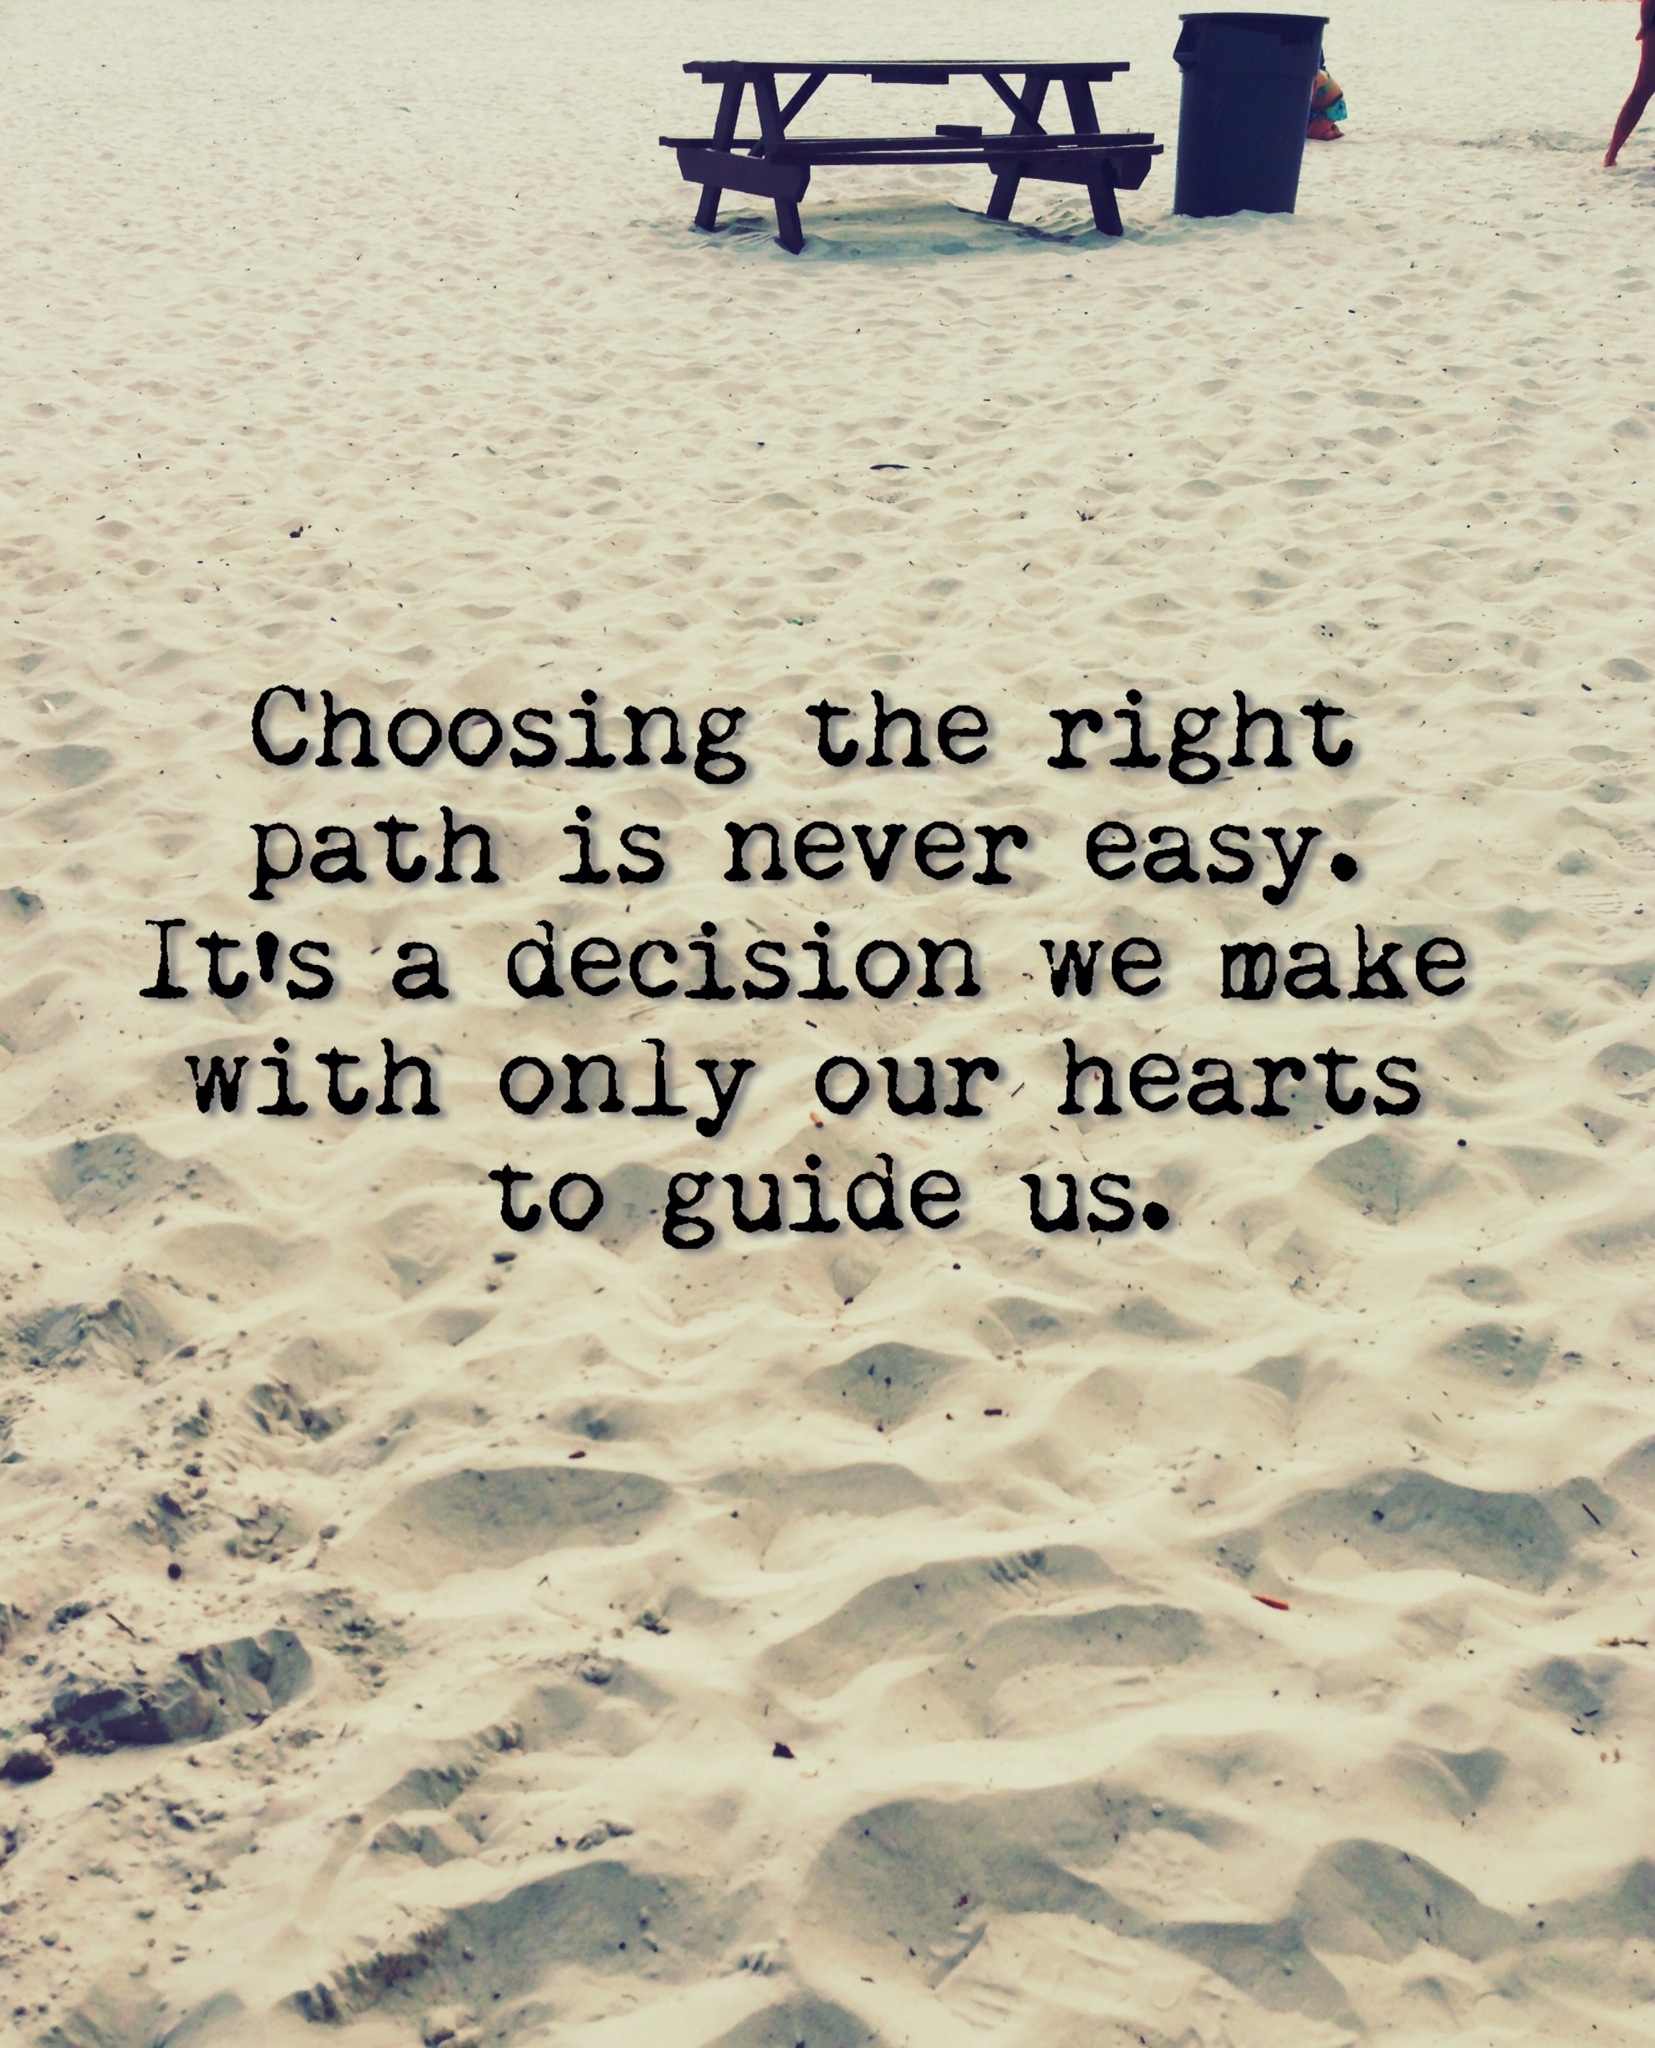 Choosing the right
path is never easy.
It's a decision we make
with only our hearts
to guide us.